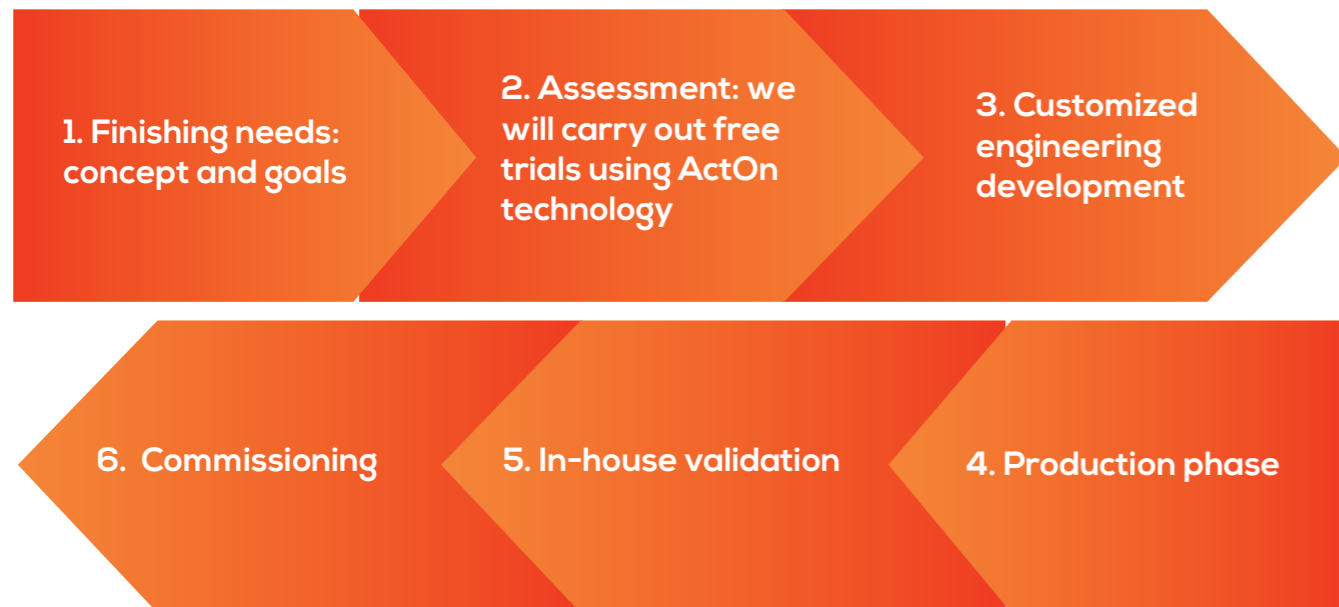 1. Finishing needs:
concept and goals
2. Assessment: we
will carry out free
trials using ActOn
technology
3. Customized
engineering
development
4. Production phase
5. In-house validation
6. Commissioning